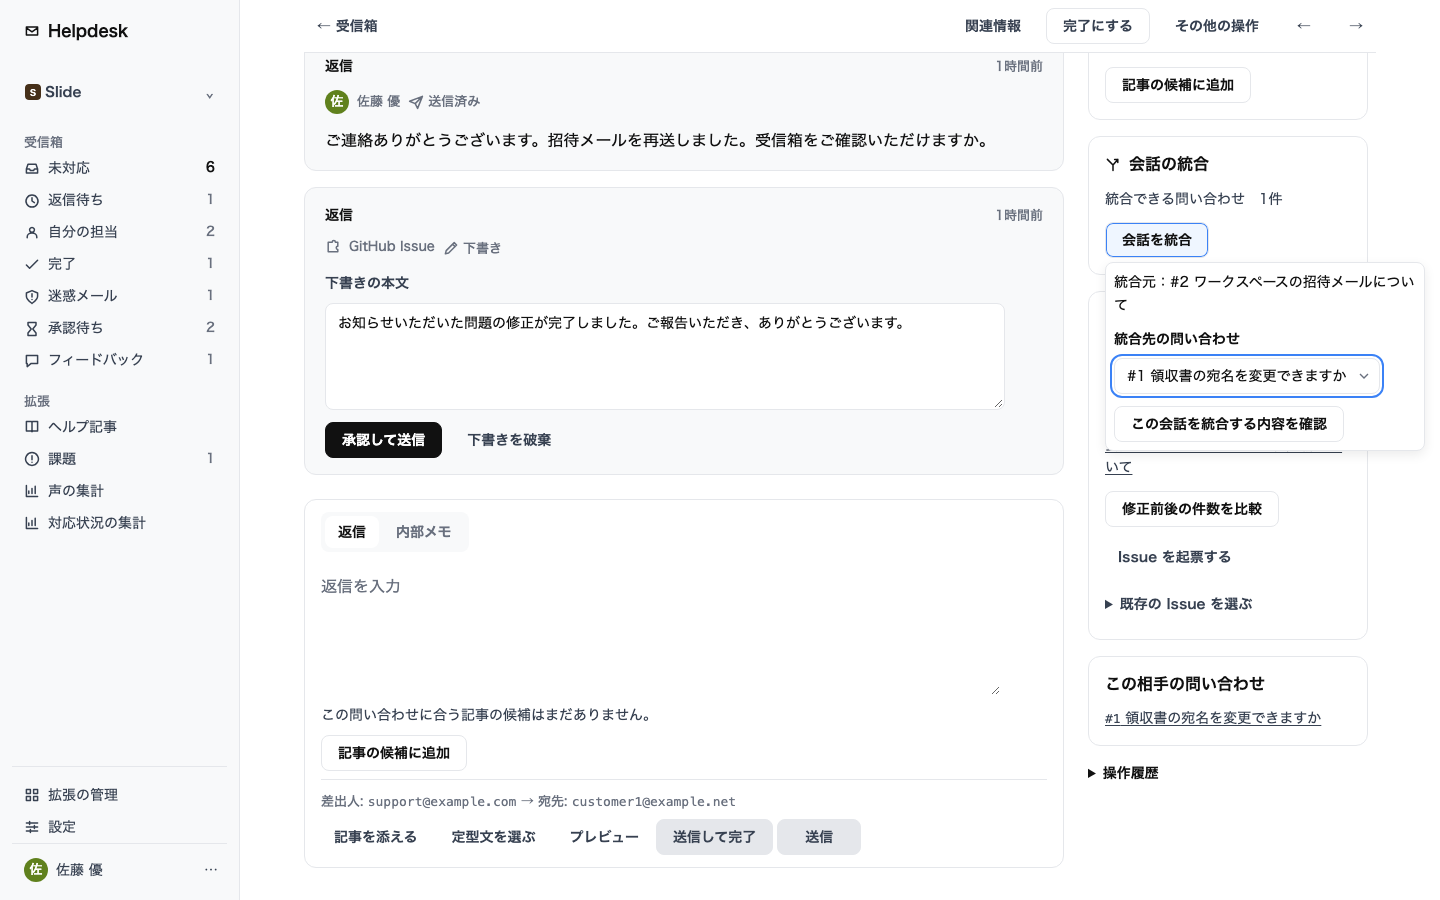 Helpdesk
S Slide
受信箱
未対応 6
返信待ち 1
自分の担当 2
完了 1
迷惑メール 1
承認待ち 2
フィードバック 1
拡張
ヘルプ記事
課題 1
声の集計
対応状況の集計
拡張の管理
設定
佐 佐藤 優 ...
← 受信箱
関連情報 完了にする その他の操作 ← →
返信 1時間前
佐 佐藤 優 送信済み
ご連絡ありがとうございます。招待メールを再送しました。受信箱をご確認いただけますか。
返信 1時間前
GitHub Issue 下書き
下書きの本文
お知らせいただいた問題の修正が完了しました。ご報告いただき、ありがとうございます。
承認して送信 下書きを破棄
返信 内部メモ
返信を入力
この問い合わせに合う記事の候補はまだありません。
記事の候補に追加
差出人: support@example.com → 宛先: customer1@example.net
記事を添える 定型文を選ぶ プレビュー 送信して完了 送信
記事の候補に追加
会話の統合
統合できる問い合わせ 1件
会話を統合
統合元：#2 ワークスペースの招待メールについ
て
統合先の問い合わせ
#1 領収書の宛名を変更できますか
この会話を統合する内容を確認
いて
修正前後の件数を比較
Issue を起票する
▶ 既存の Issue を選ぶ
この相手の問い合わせ
#1 領収書の宛名を変更できますか
▶ 操作履歴